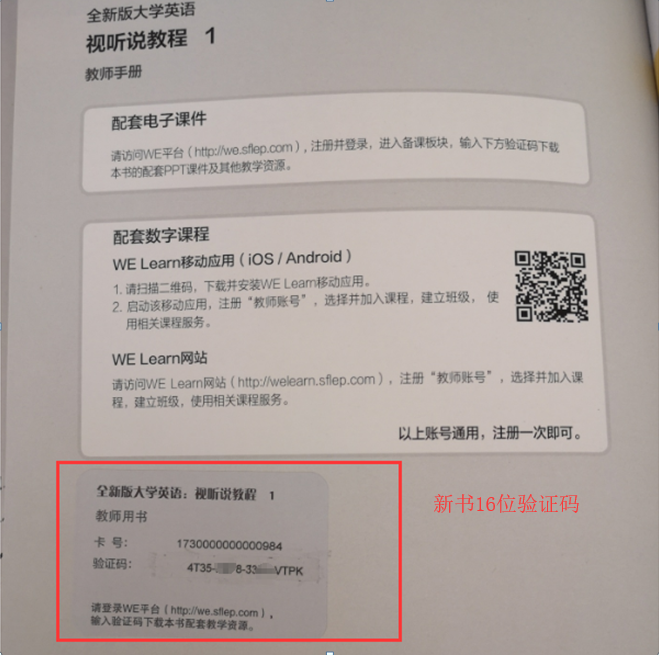 全新版大学英语
视听说教程 1
教师手册
配套电子课件
请访问WE平台(http://we.sflep.com),注册并登录,进入备课板块,输入下方验证码下载
本书的配套PPT课件及其他教学资源。
配套数字课程
WE Learn移动应用(iOS / Android)
1. 请扫描二维码,下载并安装WE Learn移动应用。
2. 启动该移动应用,注册“教师账号”,选择并加入课程,建立班级, 使
用相关课程服务。
WE Learn网站
请访问WE Learn网站(http://welearn.sflep.com),注册“教师账号”,选择并加入课
程,建立班级,使用相关课程服务。
以上账号通用,注册一次即可。
全新版大学英语:视听说教程 1
教师用书
卡 号: 1730000000000984
验证码: 4T35- 8-33 VTPK
请登录WE平台(http://we.sflep.com),
输入验证码下载本书配套教学资源。
新书16位验证码